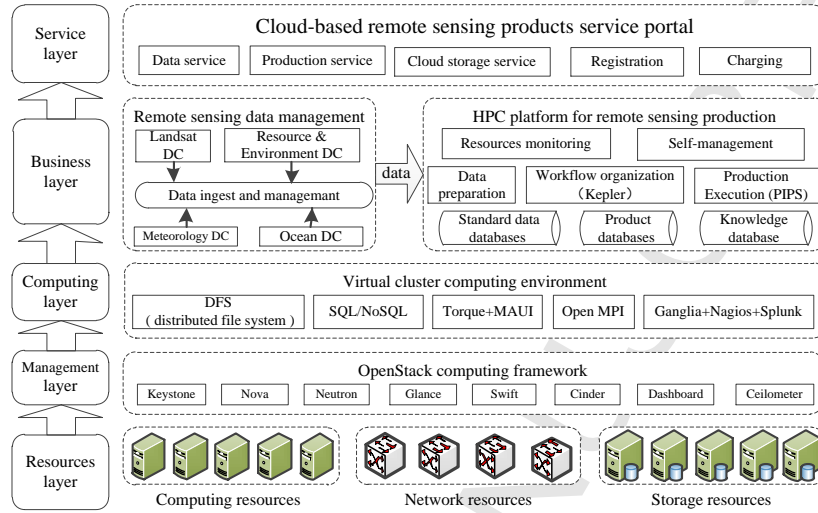 Service
layer
Cloud-based remote sensing products service portal
Data service
Production service
Cloud storage service
Registration
Charging
Business
layer
Remote sensing data management
Landsat
DC
Resource &
Environment DC
Data ingest and managemant
Meteorology DC
Ocean DC
data
HPC platform for remote sensing production
Resources monitoring
Self-management
Data
preparation
Workflow organization
（Kepler）
Production
Execution (PIPS)
Standard data
databases
Product
databases
Knowledge
database
Computing
layer
Virtual cluster computing environment
DFS
( distributed file system )
SQL/NoSQL
Torque+MAUI
Open MPI
Ganglia+Nagios+Splunk
Management
layer
OpenStack computing framework
Keystone
Nova
Neutron
Glance
Swift
Cinder
Dashboard
Ceilometer
Resources
layer
Computing resources
Network resources
Storage resources